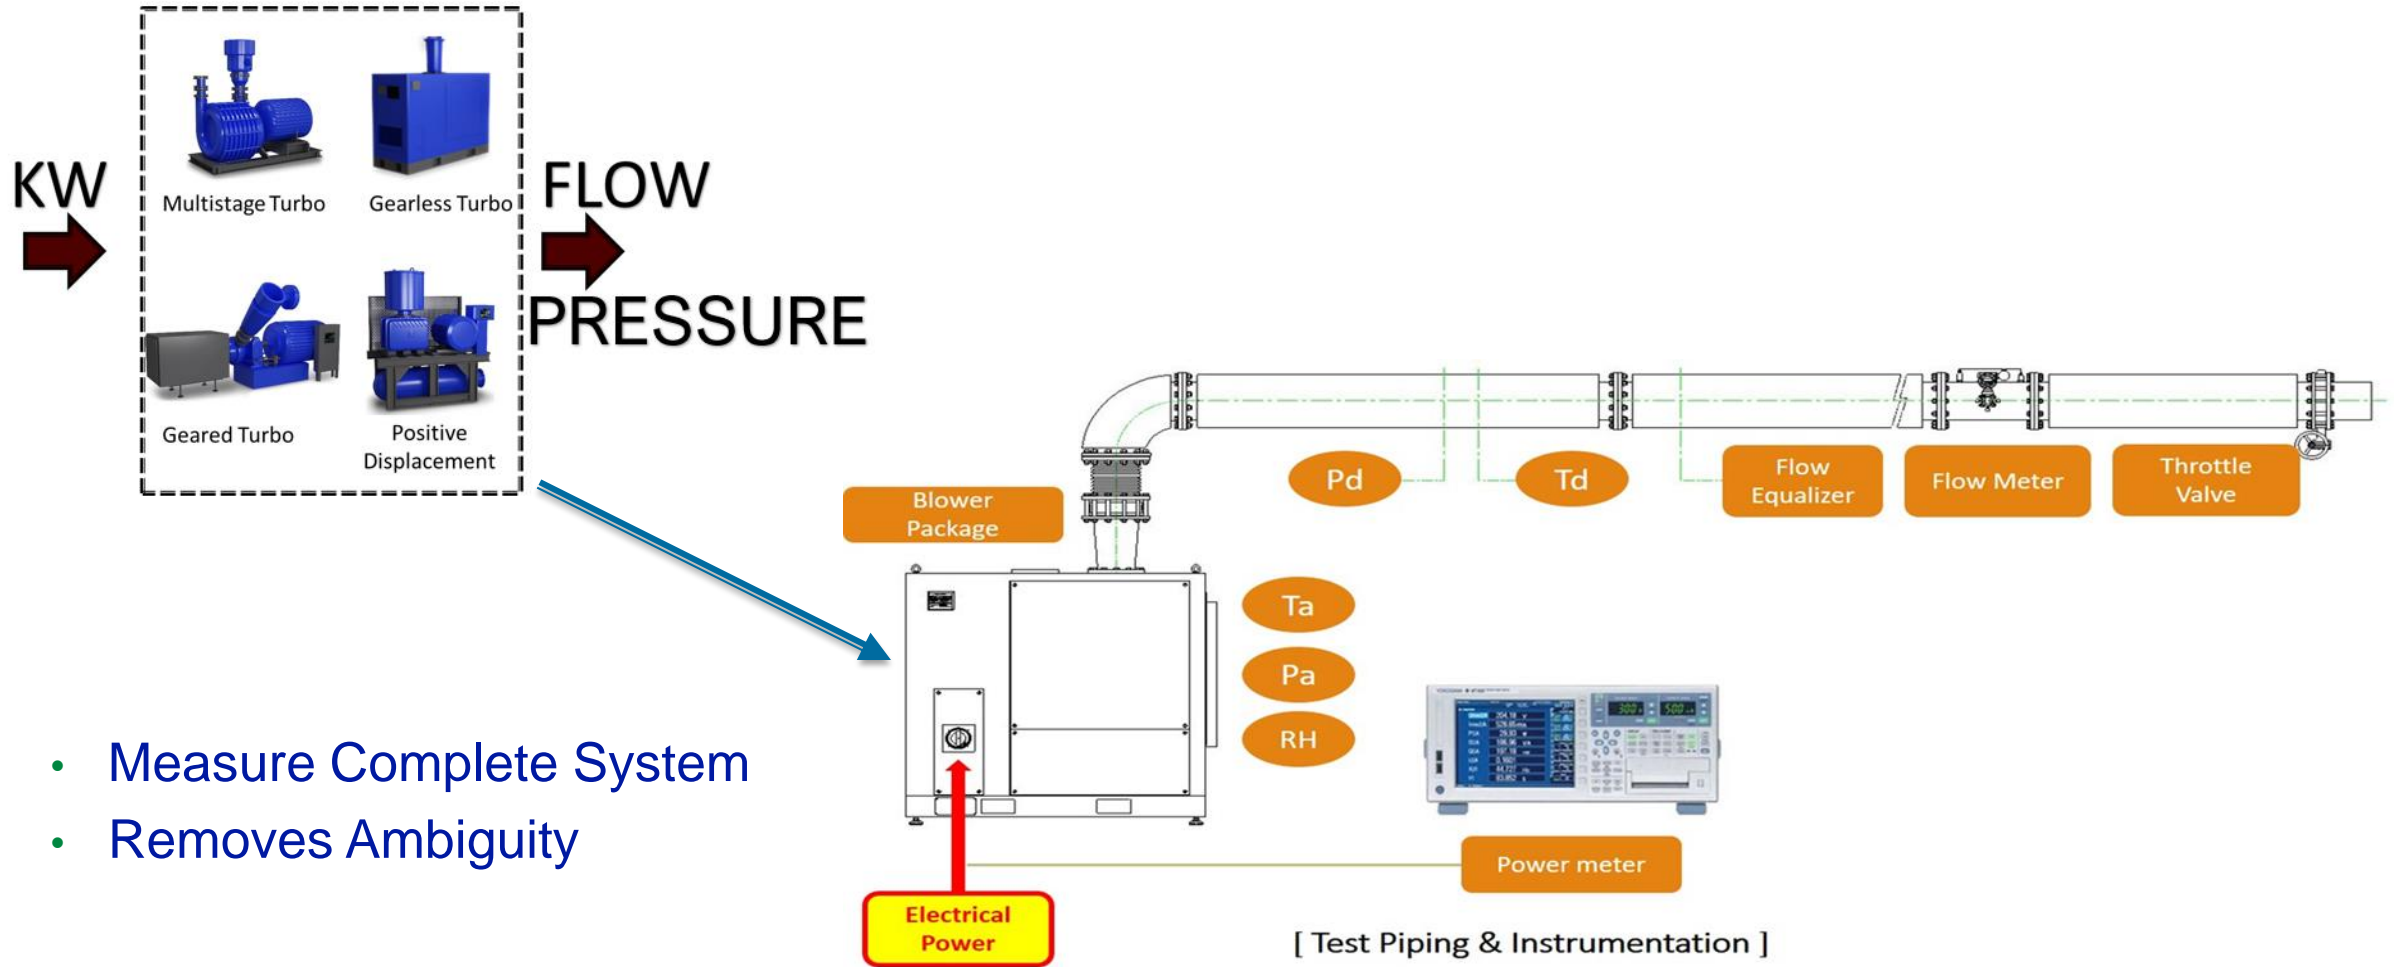 KW
Multistage Turbo
Gearless Turbo
Geared Turbo
Positive
Displacement
FLOW
PRESSURE
Blower
Package
Pd
Td
Flow
Equalizer
Flow Meter
Throttle
Valve
Ta
Pa
RH
• Measure Complete System
• Removes Ambiguity
Power meter
Electrical
Power
[ Test Piping & Instrumentation ]